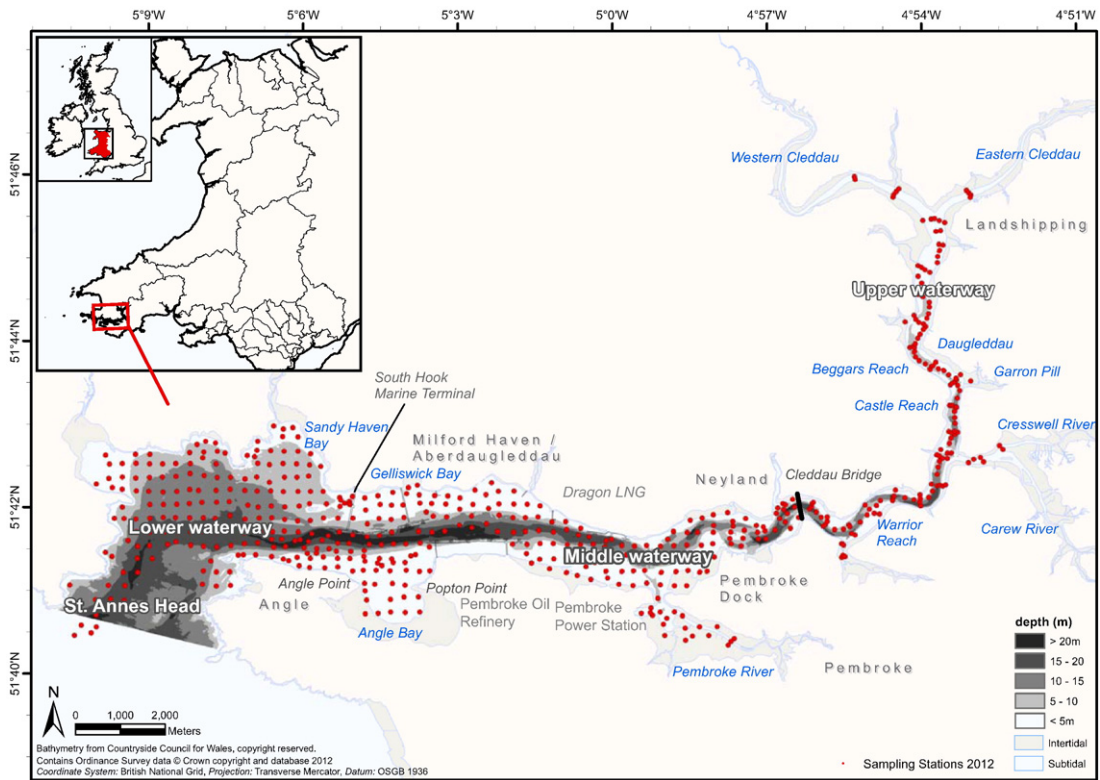 5°9'W
5°6'W
5°3'W
5°0'W
4°57'W
4°54'W
4°51'W
51°46'N
51°44'N
51°42'N
51°40'N
Western Cleddau
Eastern Cleddau
Landshipping
Upper waterway
Daugleddau
Beggars Reach
Garron Pill
Castle Reach
Cresswell River
South Hook
Marine Terminal
Sandy Haven
Bay
Milford Haven /
Aberdaugleddau
Gelliswick Bay
Neyland
Cleddau Bridge
Dragon LNG
Lower waterway
Middle waterway
Warrior
Reach
Carew River
Angle Point
Popton Point
Pembroke
Dock
St. Annes Head
Angle
Pembroke Oil
Refinery
Pembroke
Power Station
Angle Bay
Pembroke River
Pembroke
depth (m)
> 20m
15 - 20
10 - 15
5 - 10
< 5m
Intertidal
Subtidal
Sampling Stations 2012
N
0 1,000 2,000
Meters
Bathymetry from Countryside Council for Wales, copyright reserved.
Contains Ordinance Survey data © Crown copyright and database 2012
Coordinate System: British National Grid, Projection: Transverse Mercator, Datum: OSGB 1936